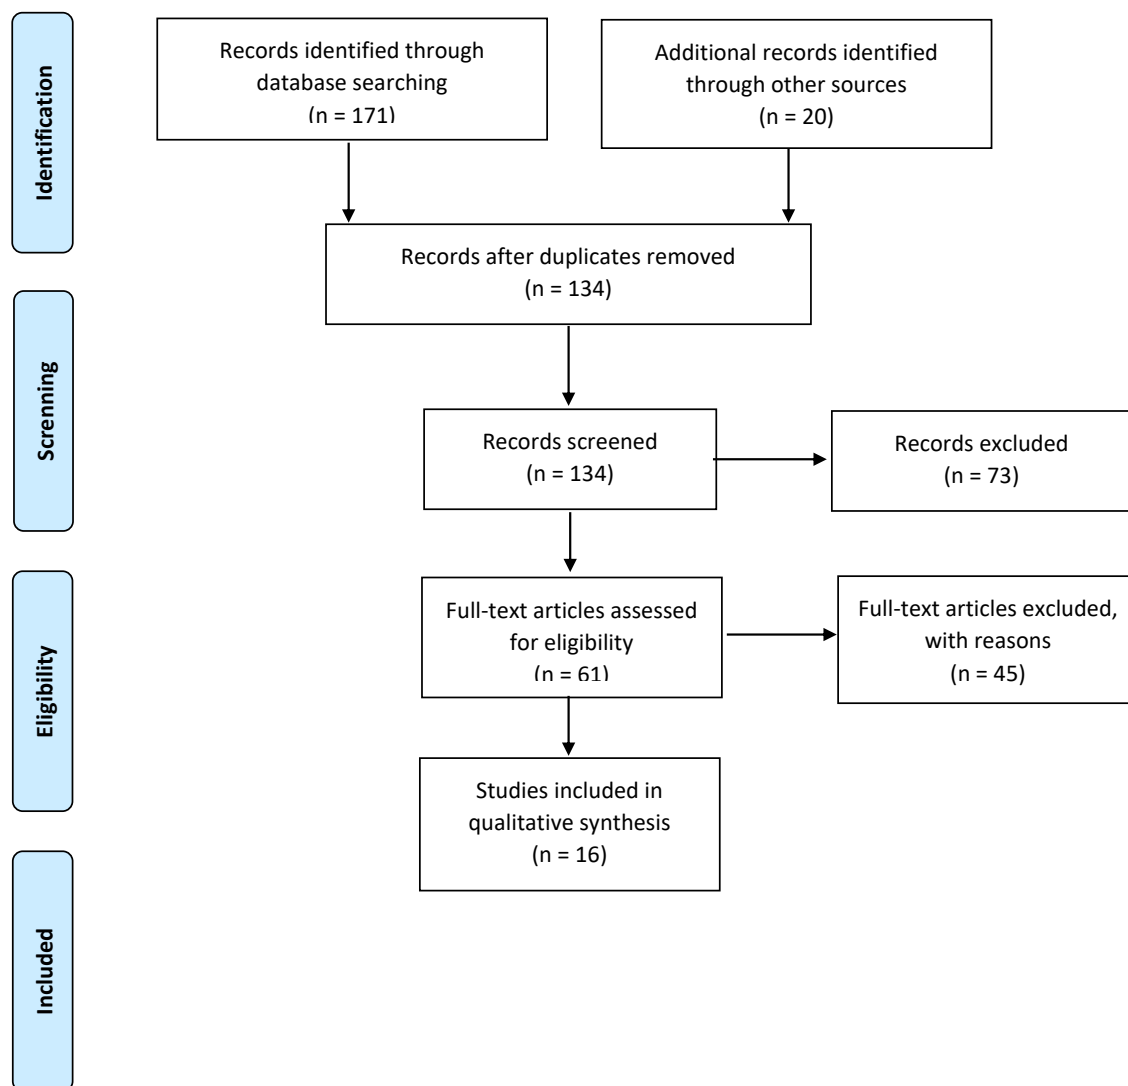 Identification
Records identified through
database searching
(n = 171)
Additional records identified
through other sources
(n = 20)
Records after duplicates removed
(n = 134)
Screnning
Records screened
(n = 134)
Records excluded
(n = 73)
Eligibility
Full-text articles assessed
for eligibility
(n = 61)
Full-text articles excluded,
with reasons
(n = 45)
Studies included in
qualitative synthesis
(n = 16)
Included